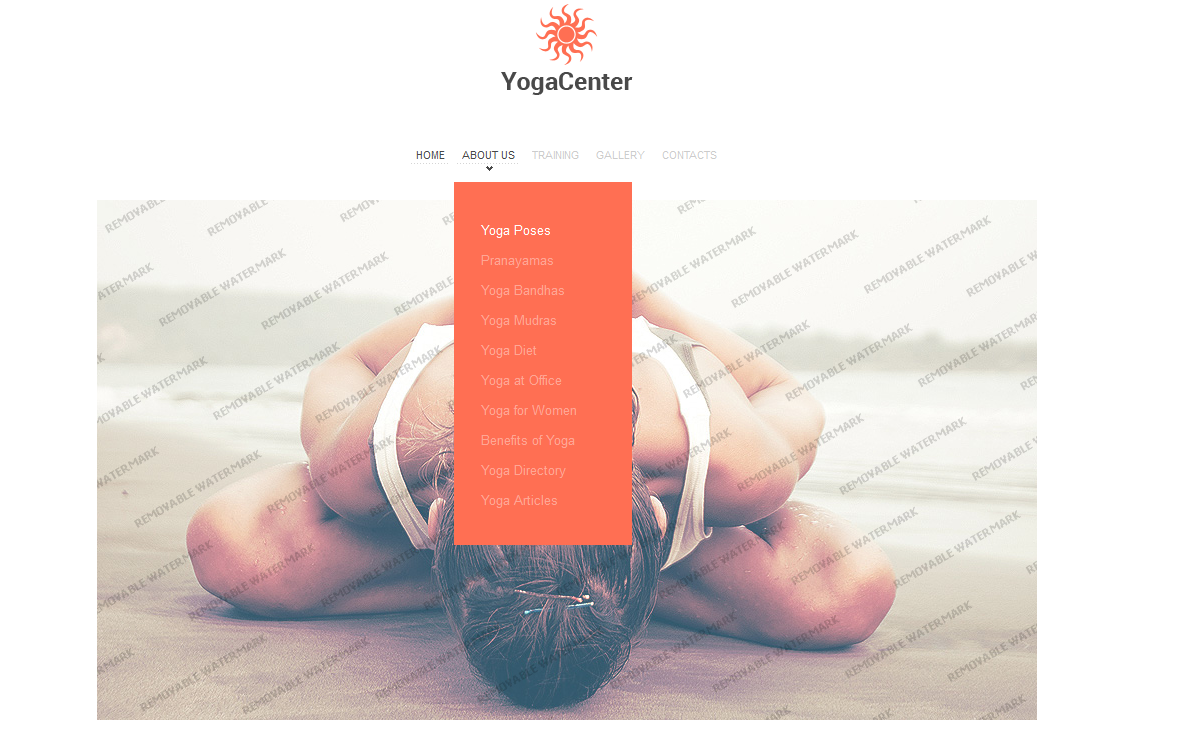 YogaCenter
HOME ABOUT US TRAINING GALLERY CONTACTS
Yoga Poses
Pranayamas
Yoga Bandhas
Yoga Mudras
Yoga Diet
Yoga at Office
Yoga for Women
Benefits of Yoga
Yoga Directory
Yoga Articles
REMOVABLE WATERMARK